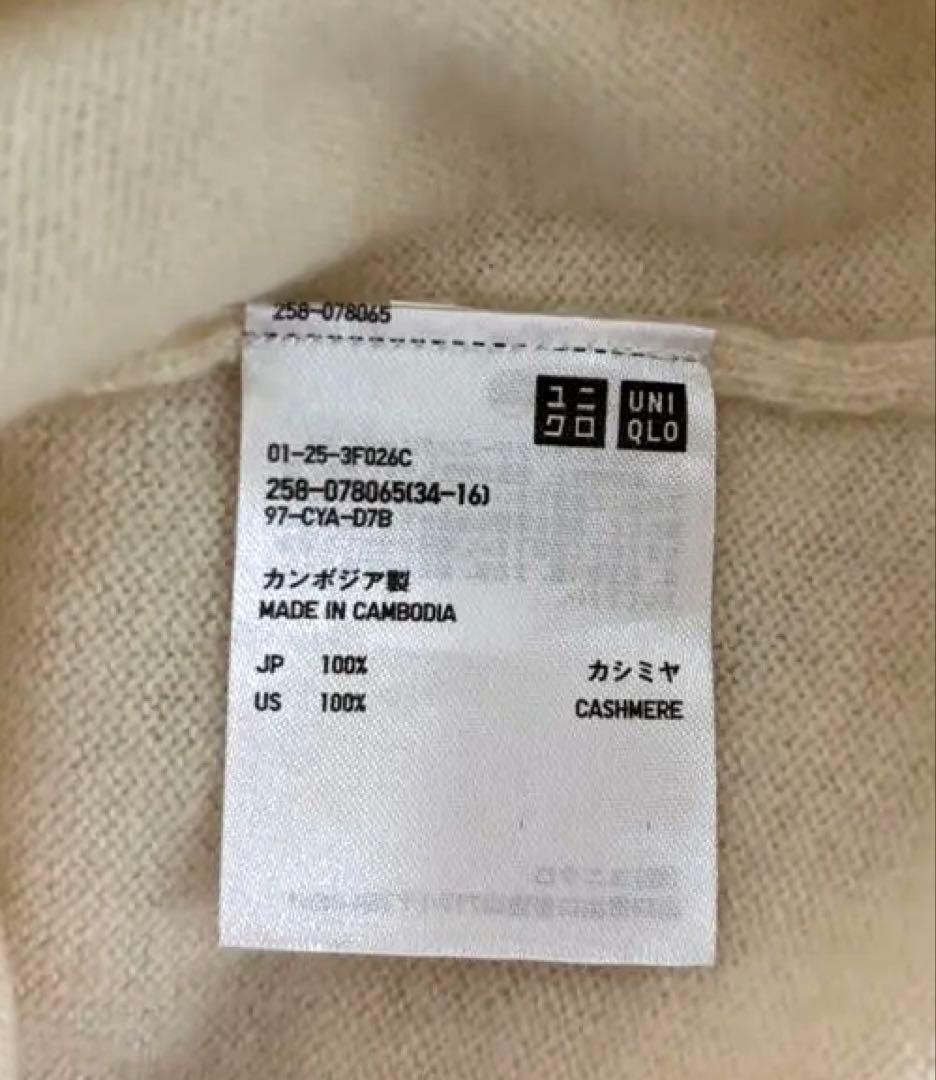 258-078065
ユニ
クロ
UNI
QLO
01-25-3F026C
258-078065(34-16)
97-CYA-D7B
カンボジア製
MADE IN CAMBODIA
JP 100% カシミヤ
US 100% CASHMERE